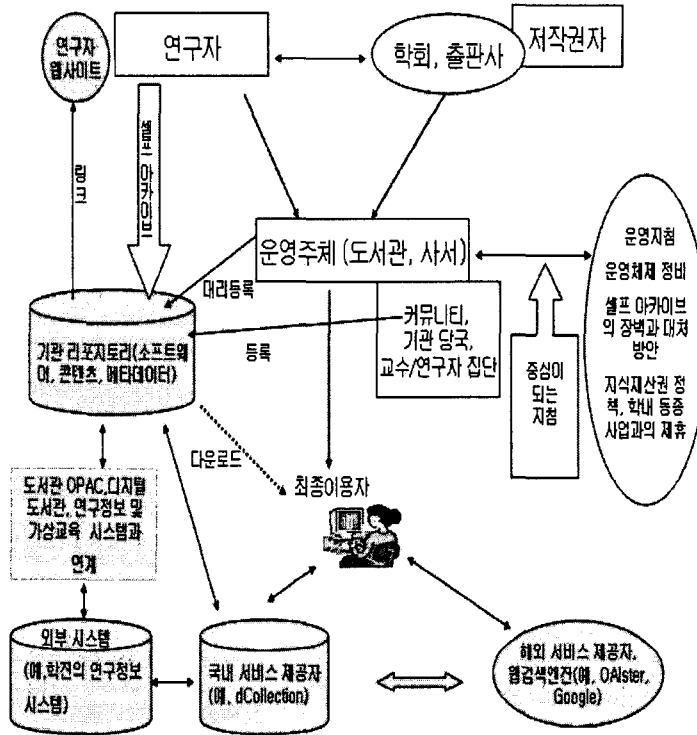 연구자
웹사이트
연구자
학회, 출판사
저작권자
셀프 아카이브
링크
운영주체 (도서관, 사서)
대리등록
커뮤니티,
기관 당국,
교수/연구자 집단
등록
기관 리포지토리(소프트웨
어, 콘텐츠, 메타데이터)
중심이
되는
지침
운영지침
운영체제 정비
셀프 아카이브
의 장벽과 대처
방안
지식재산권 정
책, 학내 동종
사업과의 제휴
다운로드
최종이용자
도서관 OPAC,디지털
도서관, 연구정보 및
가상교육 시스템과
연계
외부 시스템
(예,학진의 연구정보
시스템)
국내 서비스 제공자
(예, dCollection)
해외 서비스 제공자,
웹검색엔진(예, OAIster,
Google)